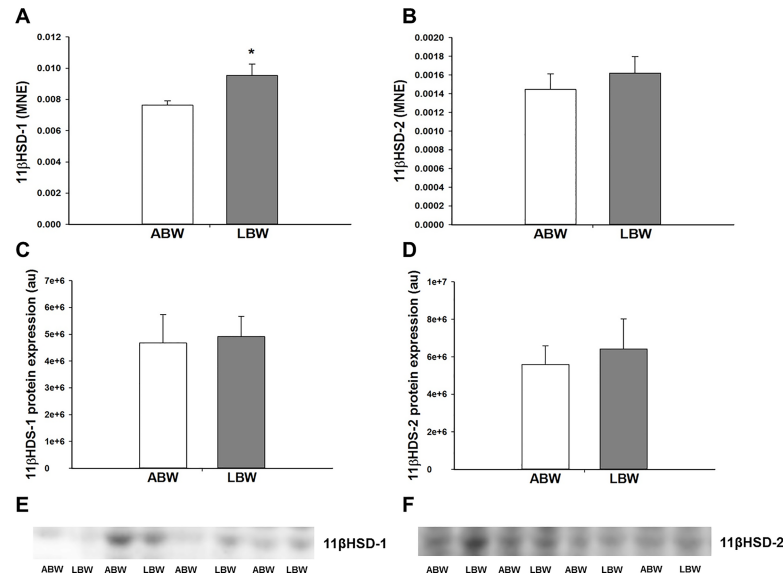 A
11βHSD-1 (MNE)
0.012
0.010
0.008
0.006
0.004
0.002
0.000
*
ABW LBW
B
11βHSD-2 (MNE)
0.0020
0.0018
0.0016
0.0014
0.0012
0.0010
0.0008
0.0006
0.0004
0.0002
0.0000
ABW LBW
C
11βHDS-1 protein expression (au)
7e+6
6e+6
5e+6
4e+6
3e+6
2e+6
1e+6
0
ABW LBW
D
11βHDS-2 protein expression (au)
1e+7
8e+6
6e+6
4e+6
2e+6
0
ABW LBW
E
11βHSD-1
ABW LBW ABW LBW ABW LBW ABW LBW
F
11βHSD-2
ABW LBW ABW LBW ABW LBW ABW LBW